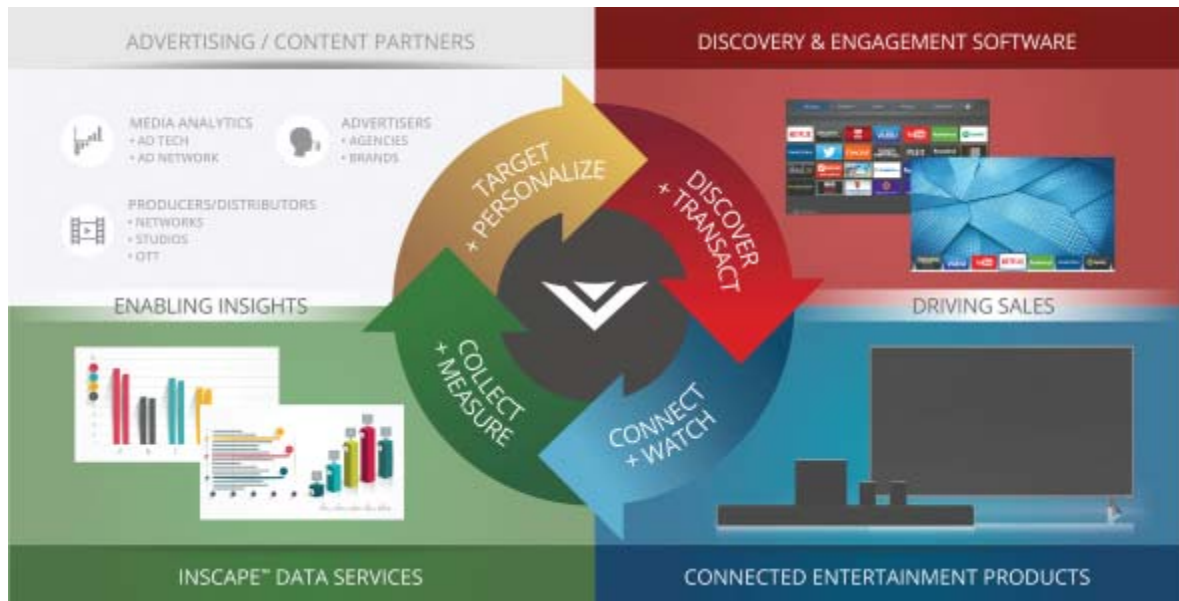 ADVERTISING / CONTENT PARTNERS
DISCOVERY & ENGAGEMENT SOFTWARE
MEDIA ANALYTICS
• AD TECH
• AD NETWORK
ADVERTISERS
• AGENCIES
• BRANDS
PRODUCERS/DISTRIBUTORS
• NETWORKS
• STUDIOS
• OTT
TARGET
+ PERSONALIZE
DISCOVER
+ TRANSACT
NETFLIX
ENABLING INSIGHTS
DRIVING SALES
COLLECT
+ MEASURE
CONNECT
+ WATCH
INSCAPE™ DATA SERVICES
CONNECTED ENTERTAINMENT PRODUCTS